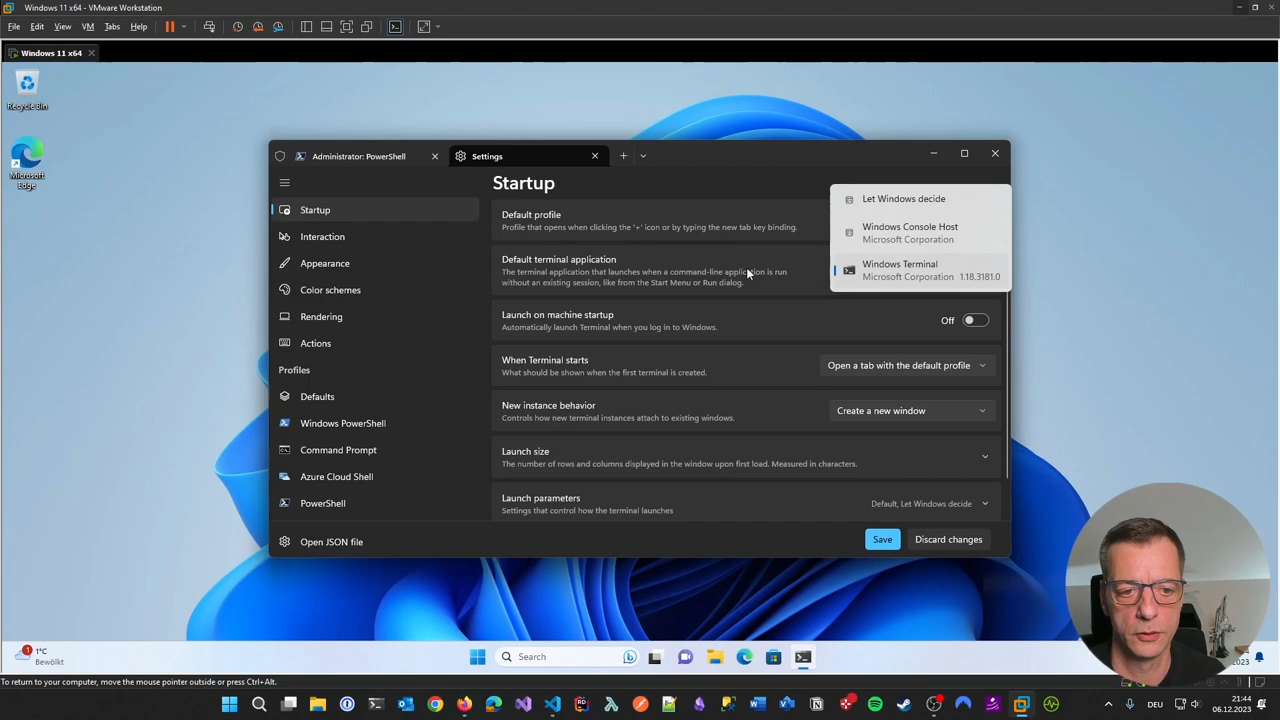 Windows 11 x64 - VMware Workstation
File Edit View VM Tabs Help
Windows 11 x64
Recycle Bin
Microsoft
Edge
Administrator: PowerShell
Settings
Startup
Interaction
Appearance
Color schemes
Rendering
Actions
Profiles
Defaults
Windows PowerShell
Command Prompt
Azure Cloud Shell
PowerShell
Open JSON file
Startup
Default profile
Profile that opens when clicking the '+' icon or by typing the new tab key binding.
Default terminal application
The terminal application that launches when a command-line application is run
without an existing session, like from the Start Menu or Run dialog.
Let Windows decide
Windows Console Host
Microsoft Corporation
Windows Terminal
Microsoft Corporation 1.18.3181.0
Launch on machine startup
Automatically launch Terminal when you log in to Windows.
Off
When Terminal starts
What should be shown when the first terminal is created.
Open a tab with the default profile
New instance behavior
Controls how new terminal instances attach to existing windows.
Create a new window
Launch size
The number of rows and columns displayed in the window upon first load. Measured in characters.
Launch parameters
Settings that control how the terminal launches
Default, Let Windows decide
Save
Discard changes
1
1°C
Bewölkt
Search
2023
To return to your computer, move the mouse pointer outside or press Ctrl+Alt.
DEU
21:44
06.12.2023